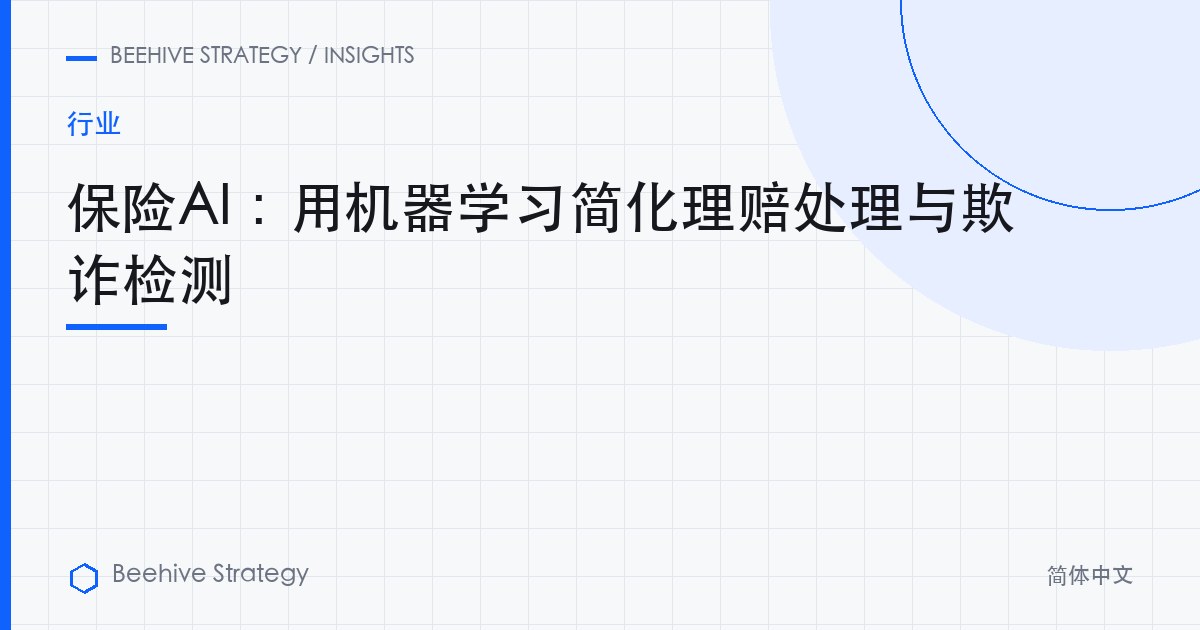 BEEHIVE STRATEGY / INSIGHTS
行业
保险AI：用机器学习简化理赔处理与欺
诈检测
Beehive Strategy
简体中文